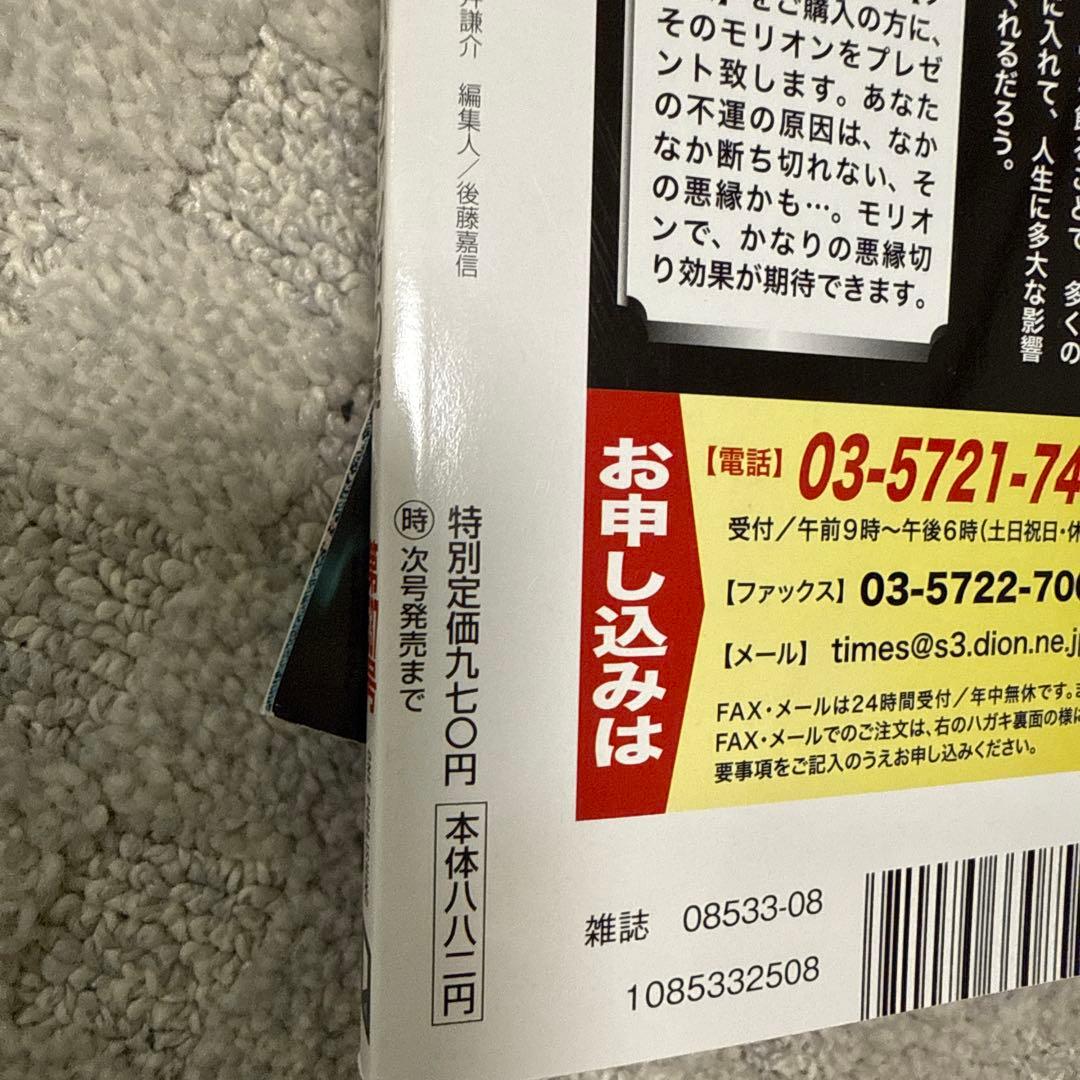 をご購入の方に、
そのモリオンをプレゼ
ント致します。あなた
の不運の原因は、なか
なか断ち切れない、そ
の悪縁かも…。モリオ
ンで、かなりの悪縁切
り効果が期待できます。
ことで、多くの
に入れて、人生に多大な影響
くれるだろう。
謙介 編集人／後藤嘉信
お申し込みは
【電話】 03-5721-74
受付／午前9時〜午後6時(土日祝日・休
【ファックス】 03-5722-700
【メール】 times@s3.dion.ne.jp
FAX・メールは24時間受付／年中無休です。
FAX・メールでのご注文は、右のハガキ裏面の様に
要事項をご記入のうえお申し込みください。
特別定価九七〇円
本体八八二円
時 次号発売まで
雑誌 08533-08
1085332508